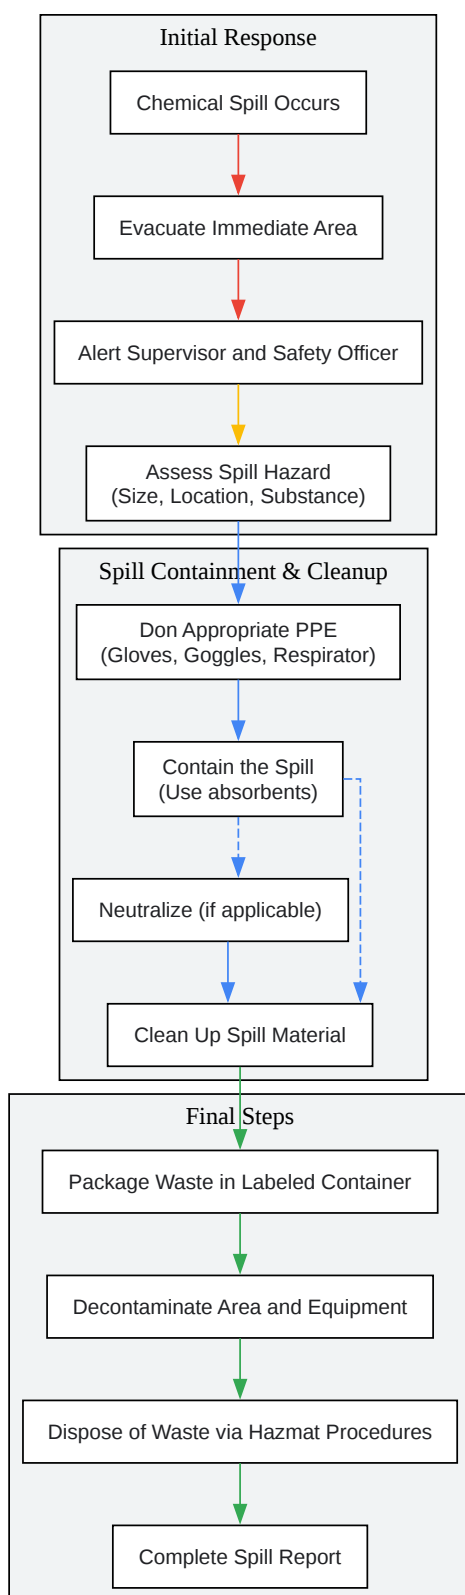 Initial Response
Chemical Spill Occurs
Evacuate Immediate Area
Alert Supervisor and Safety Officer
Assess Spill Hazard
(Size, Location, Substance)
Spill Containment & Cleanup
Don Appropriate PPE
(Gloves, Goggles, Respirator)
Contain the Spill
(Use absorbents)
Neutralize (if applicable)
Clean Up Spill Material
Final Steps
Package Waste in Labeled Container
Decontaminate Area and Equipment
Dispose of Waste via Hazmat Procedures
Complete Spill Report